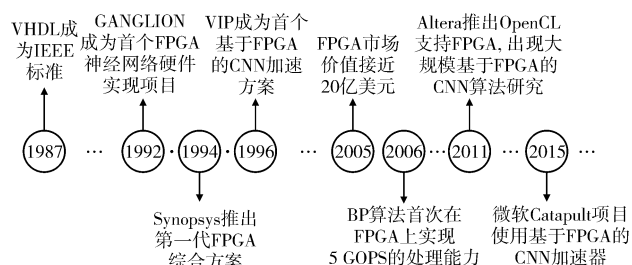 VHDL成
为IEEE
标准
GANGLION
成为首个FPGA
神经网络硬件
实现项目
VIP成为首个
基于FPGA
的CNN加速
方案
FPGA市场
价值接近
20亿美元
Altera推出OpenCL
支持FPGA, 出现大
规模基于FPGA的
CNN算法研究
1987 … 1992 · 1994 · 1996 … 2005 2006 … 2011 … 2015 …
Synopsys推出
第一代FPGA
综合方案
BP算法首次在
FPGA上实现
5 GOPS的处理能力
微软Catapult项目
使用基于FPGA的
CNN加速器